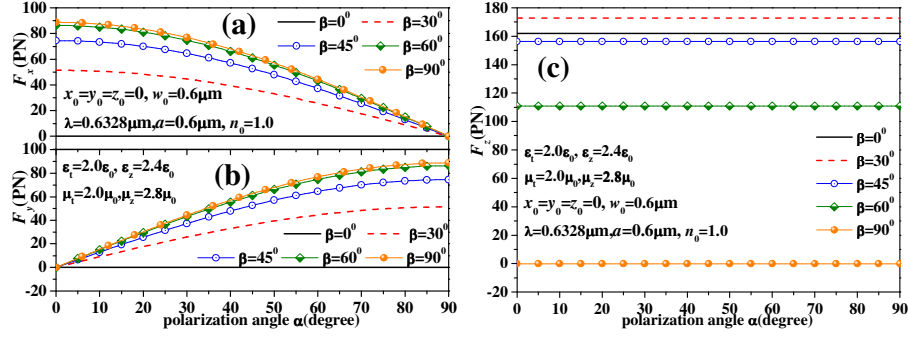 100
80
60
40
20
0
F_x(PN)
(a)
β=0⁰ β=30⁰
β=45⁰ β=60⁰
β=90⁰
x₀=y₀=z₀=0, w₀=0.6μm
λ=0.6328μm,a=0.6μm, n₀=1.0
100
80
60
40
20
0
-20
F_y(PN)
(b)
ε_t=2.0ε₀, ε_z=2.4ε₀
μ_t=2.0μ₀,μ_z=2.8μ₀
β=0⁰ β=30⁰
β=45⁰ β=60⁰ β=90⁰
0 10 20 30 40 50 60 70 80 90
polarization angle α(degree)
180
160
140
120
100
80
60
40
20
0
-20
F_z(PN)
(c)
ε_t=2.0ε₀, ε_z=2.4ε₀
μ_t=2.0μ₀,μ_z=2.8μ₀
x₀=y₀=z₀=0, w₀=0.6μm
λ=0.6328μm,a=0.6μm, n₀=1.0
β=0⁰
β=30⁰
β=45⁰
β=60⁰
β=90⁰
0 10 20 30 40 50 60 70 80 90
polarization angle α(degree)